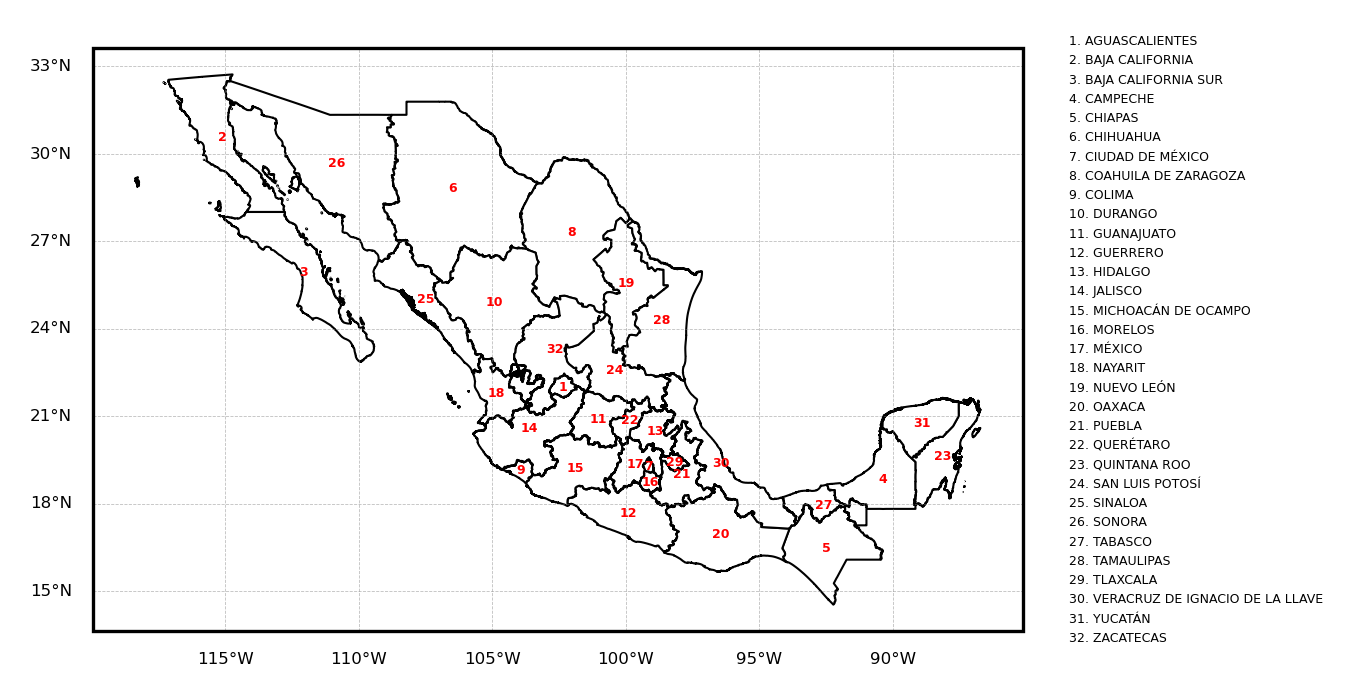 33°N
30°N
27°N
24°N
21°N
18°N
15°N
115°W 110°W 105°W 100°W 95°W 90°W
2
26
6
8
3
19
25
10
28
32
24
1
18
11
22
14
13
31
23
9
15
17
7
29
21
30
16
4
12
27
20
5
1. AGUASCALIENTES
2. BAJA CALIFORNIA
3. BAJA CALIFORNIA SUR
4. CAMPECHE
5. CHIAPAS
6. CHIHUAHUA
7. CIUDAD DE MÉXICO
8. COAHUILA DE ZARAGOZA
9. COLIMA
10. DURANGO
11. GUANAJUATO
12. GUERRERO
13. HIDALGO
14. JALISCO
15. MICHOACÁN DE OCAMPO
16. MORELOS
17. MÉXICO
18. NAYARIT
19. NUEVO LEÓN
20. OAXACA
21. PUEBLA
22. QUERÉTARO
23. QUINTANA ROO
24. SAN LUIS POTOSÍ
25. SINALOA
26. SONORA
27. TABASCO
28. TAMAULIPAS
29. TLAXCALA
30. VERACRUZ DE IGNACIO DE LA LLAVE
31. YUCATÁN
32. ZACATECAS